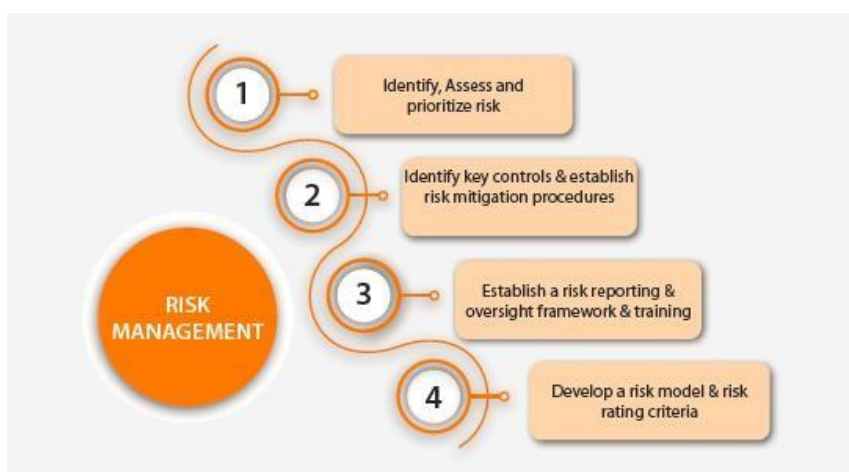 1
Identify, Assess and
prioritize risk
2
Identify key controls & establish
risk mitigation procedures
3
Establish a risk reporting &
oversight framework & training
RISK
MANAGEMENT
4
Develop a risk model & risk
rating criteria